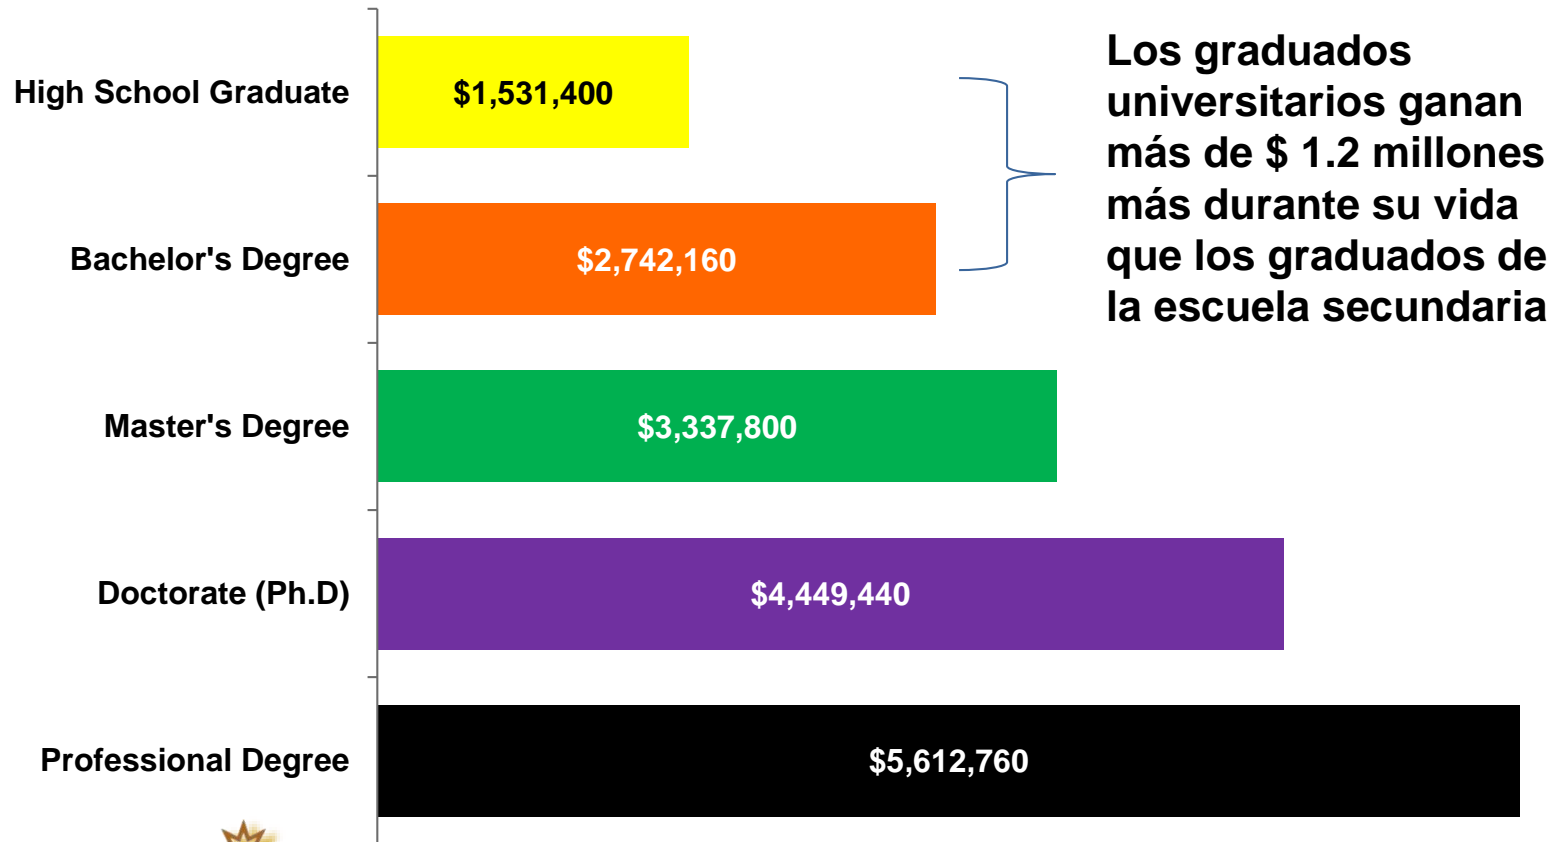 High School Graduate
$1,531,400
Los graduados
universitarios ganan
más de $ 1.2 millones
más durante su vida
que los graduados de
la escuela secundaria
Bachelor's Degree
$2,742,160
Master's Degree
$3,337,800
Doctorate (Ph.D)
$4,449,440
Professional Degree
$5,612,760